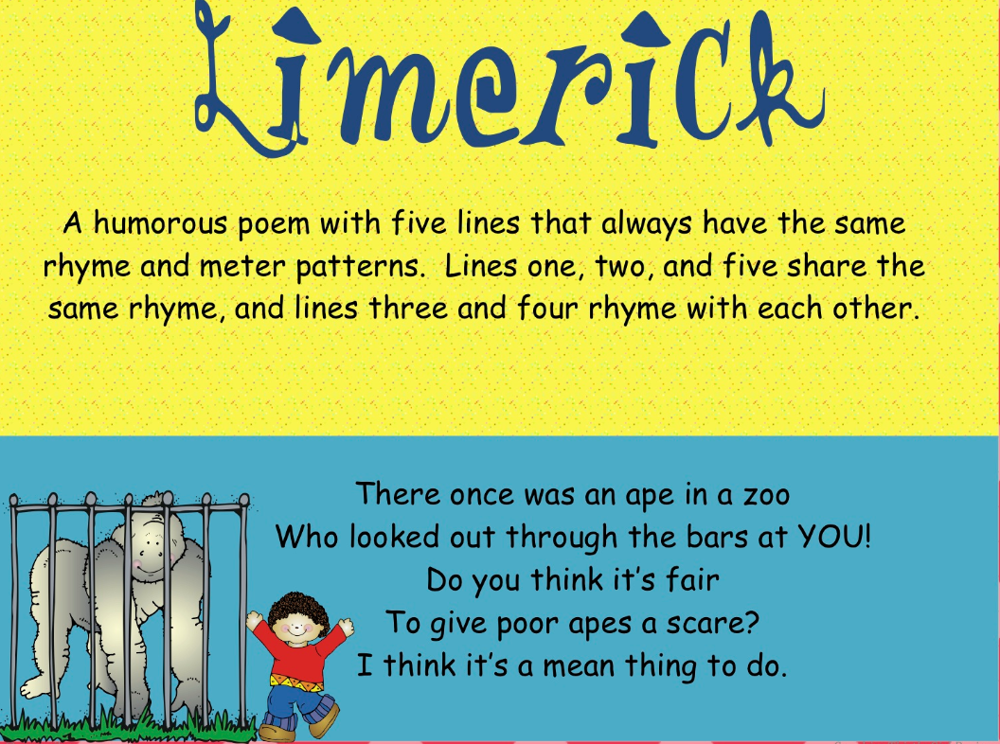 Limerick
A humorous poem with five lines that always have the same
rhyme and meter patterns.  Lines one, two, and five share the
same rhyme, and lines three and four rhyme with each other.
There once was an ape in a zoo
Who looked out through the bars at YOU!
Do you think it's fair
To give poor apes a scare?
I think it's a mean thing to do.